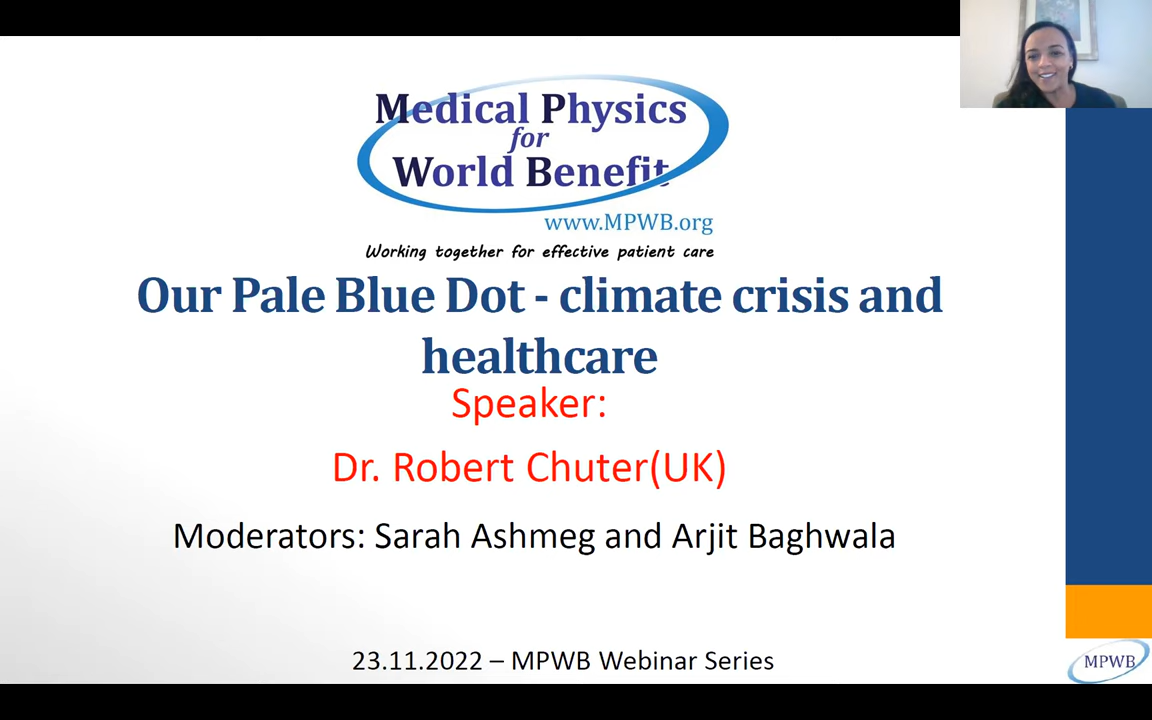 Medical Physics
for
World Benefit
www.MPWB.org
Working together for effective patient care
Our Pale Blue Dot - climate crisis and
healthcare
Speaker:
Dr. Robert Chuter(UK)
Moderators: Sarah Ashmeg and Arjit Baghwala
23.11.2022 – MPWB Webinar Series
MPWB